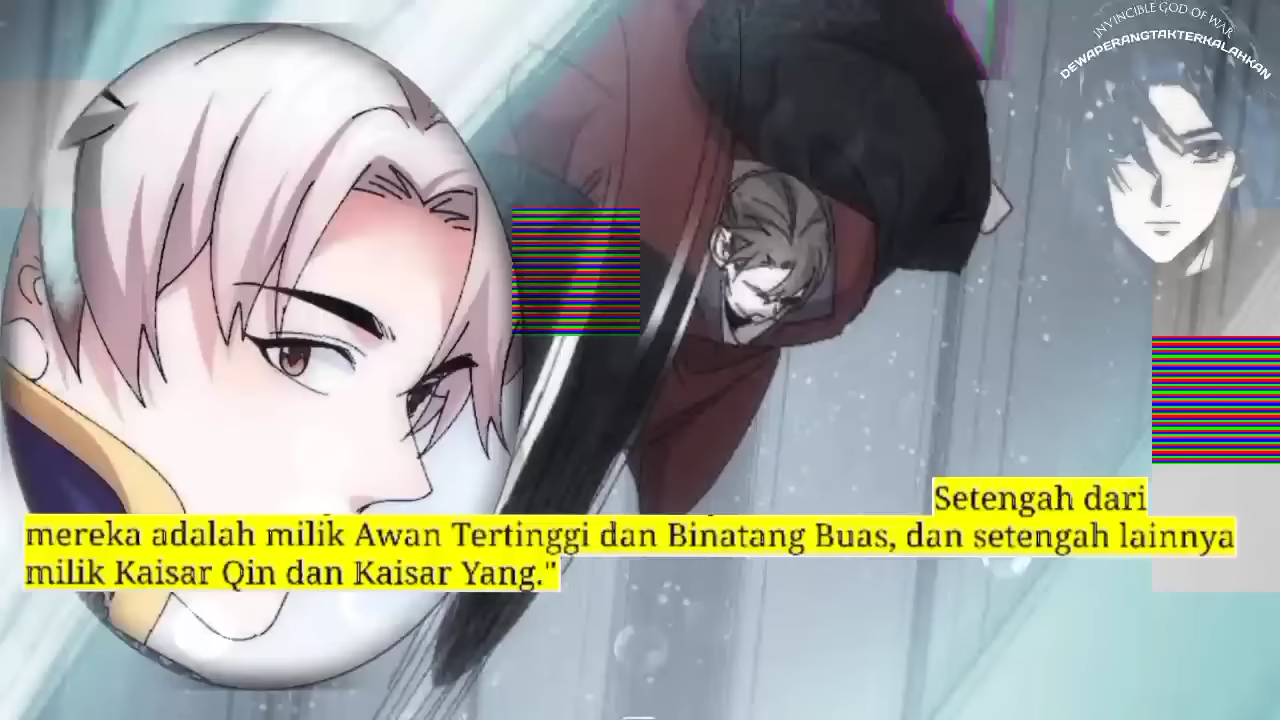 INVINCIBLE GOD OF WAR
DEWAPERANGTAKTERKALAHKAN
Setengah dari
mereka adalah milik Awan Tertinggi dan Binatang Buas, dan setengah lainnya
milik Kaisar Qin dan Kaisar Yang."